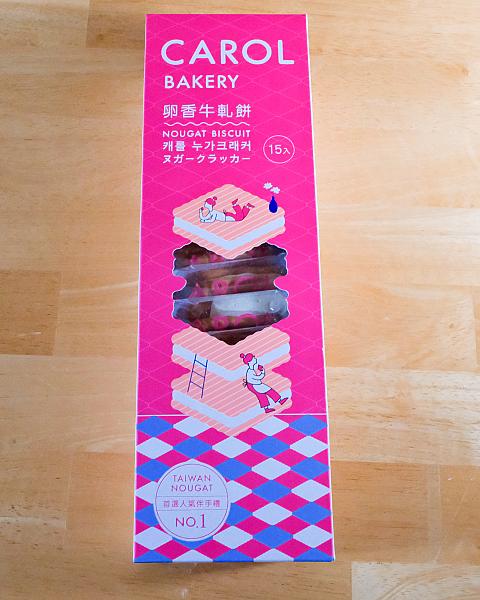 CAROL
BAKERY
卵香牛軋餅
NOUGAT BISCUIT
캐롤 누가크래커
ヌガークラッカー
15入
TAIWAN
NOUGAT
首選人氣伴手禮
NO.1